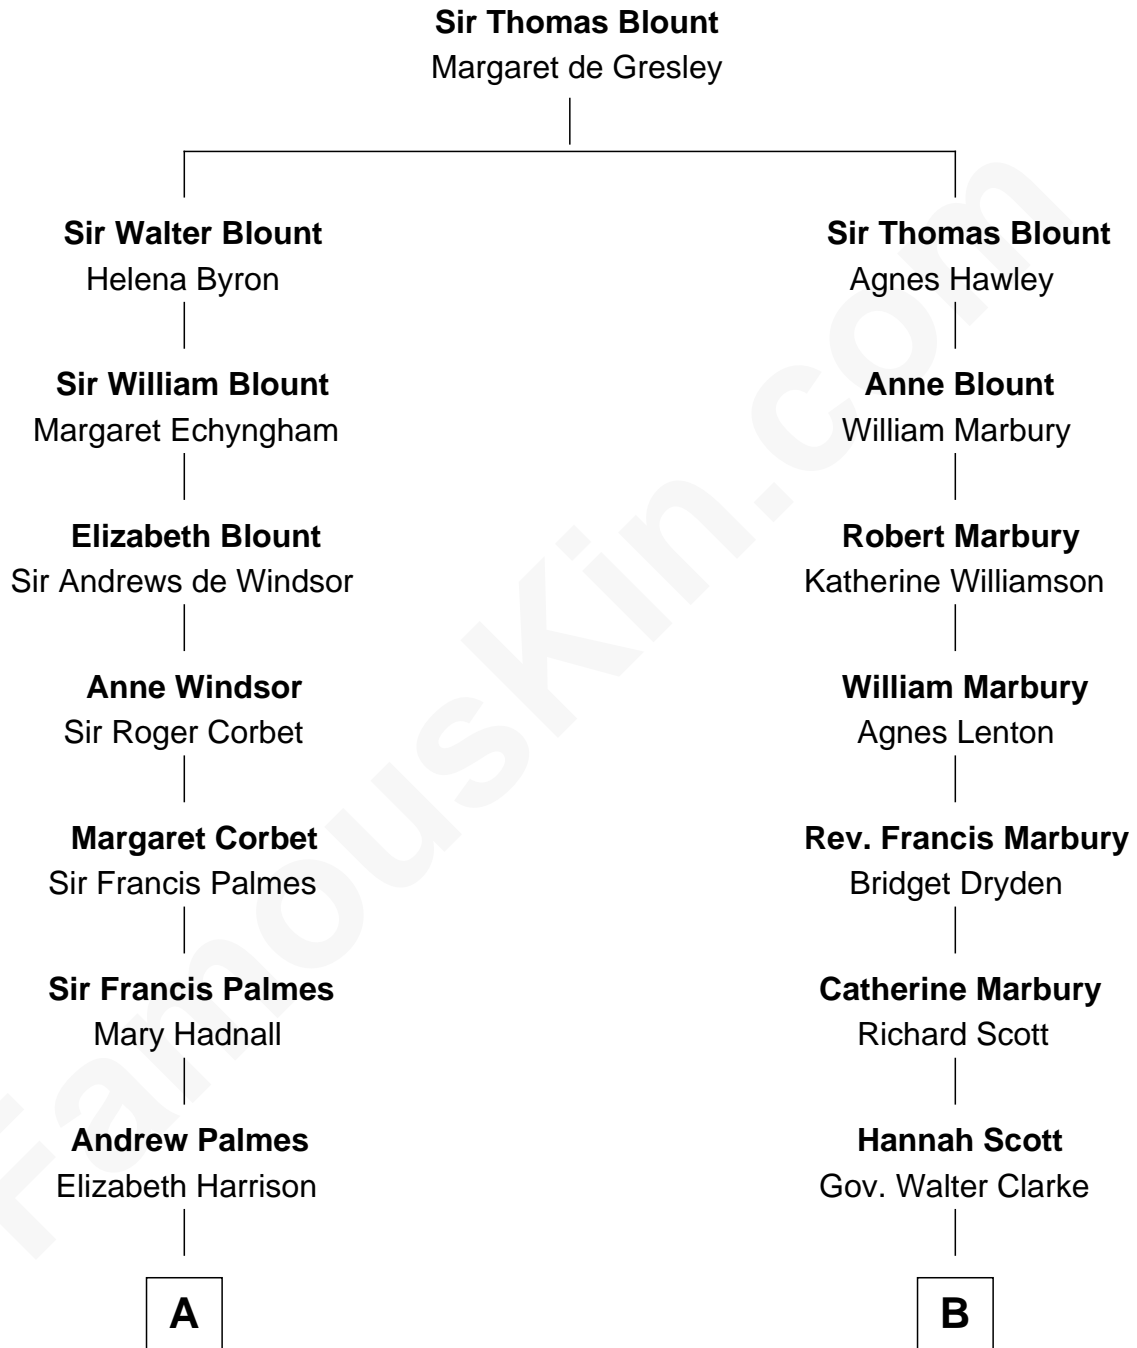 Sir Thomas Blount
Margaret de Gresley
Sir Walter Blount
Helena Byron
Sir William Blount
Margaret Echyngham
Elizabeth Blount
Sir Andrews de Windsor
Anne Windsor
Sir Roger Corbet
Margaret Corbet
Sir Francis Palmes
Sir Francis Palmes
Mary Hadnall
Andrew Palmes
Elizabeth Harrison
A
Sir Thomas Blount
Agnes Hawley
Anne Blount
William Marbury
Robert Marbury
Katherine Williamson
William Marbury
Agnes Lenton
Rev. Francis Marbury
Bridget Dryden
Catherine Marbury
Richard Scott
Hannah Scott
Gov. Walter Clarke
B
FamousKin.com